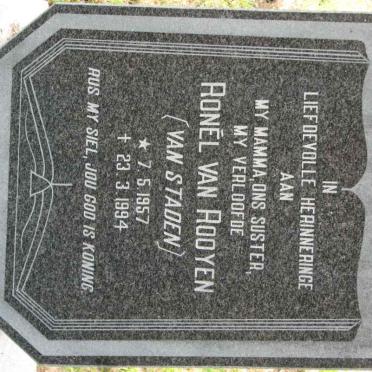 IN
LIEFDEVOLLE HERINNERINGE
AAN
MY MAMMA, ONS SUSTER,
MY VERLOOFDE
RONÉL VAN ROOYEN
(VAN STADEN)
★ 7.5.1957
✝ 23.3.1994
RUS MY SIEL, JOU GOD IS KONING